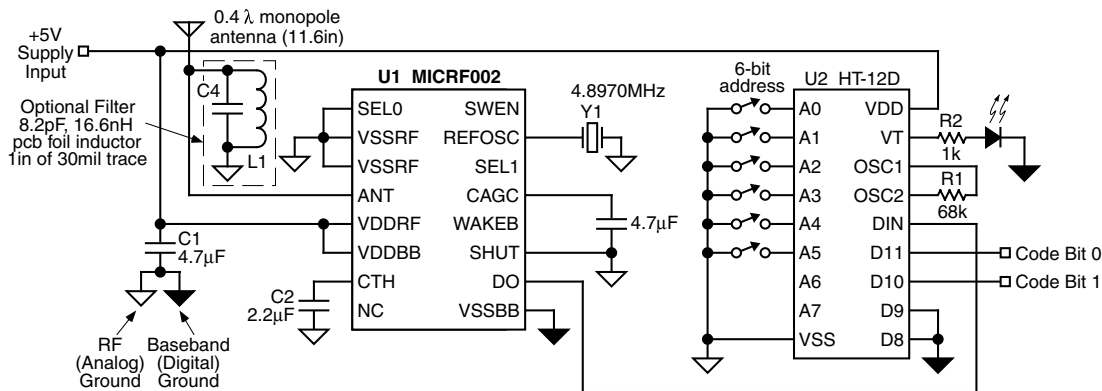 +5V
Supply
Input
0.4 λ monopole
antenna (11.6in)
C4
Optional Filter
8.2pF, 16.6nH
pcb foil inductor
1in of 30mil trace
L1
C1
4.7µF
RF
(Analog)
Ground
Baseband
(Digital)
Ground
C2
2.2µF
U1 MICRF002
SEL0
VSSRF
VSSRF
ANT
VDDRF
VDDBB
CTH
NC
SWEN
REFOSC
SEL1
CAGC
WAKEB
SHUT
DO
VSSBB
4.8970MHz
Y1
4.7µF
6-bit
address
U2 HT-12D
A0
A1
A2
A3
A4
A5
A6
A7
VSS
VDD
VT
OSC1
OSC2
DIN
D11
D10
D9
D8
R2
1k
R1
68k
Code Bit 0
Code Bit 1